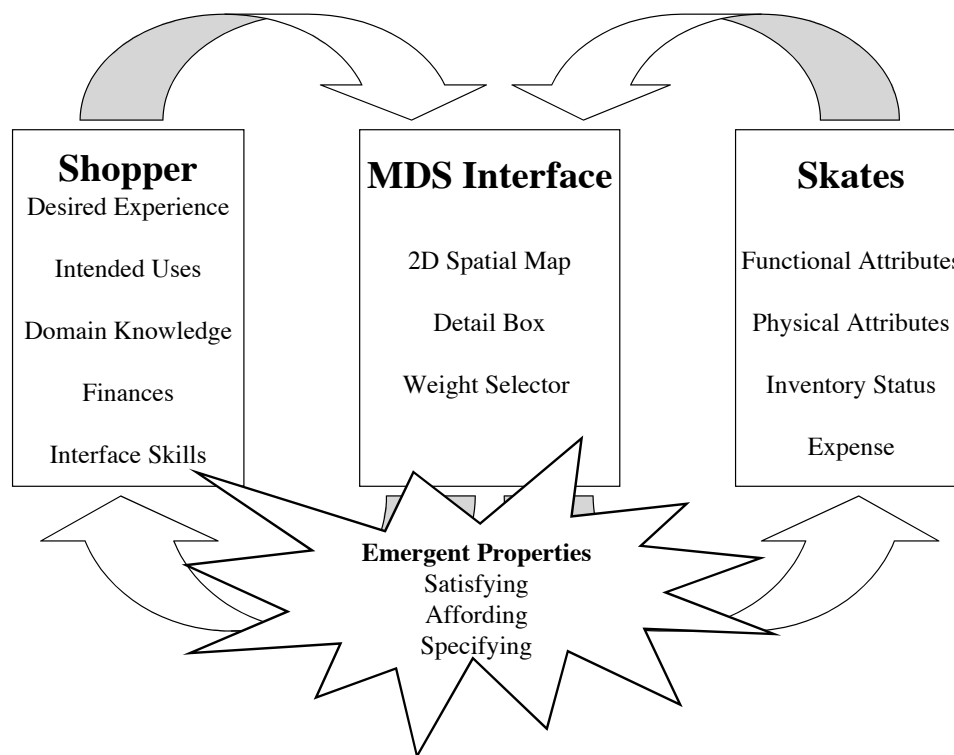 Shopper
Desired Experience
Intended Uses
Domain Knowledge
Finances
Interface Skills
MDS Interface
2D Spatial Map
Detail Box
Weight Selector
Skates
Functional Attributes
Physical Attributes
Inventory Status
Expense
Emergent Properties
Satisfying
Affording
Specifying